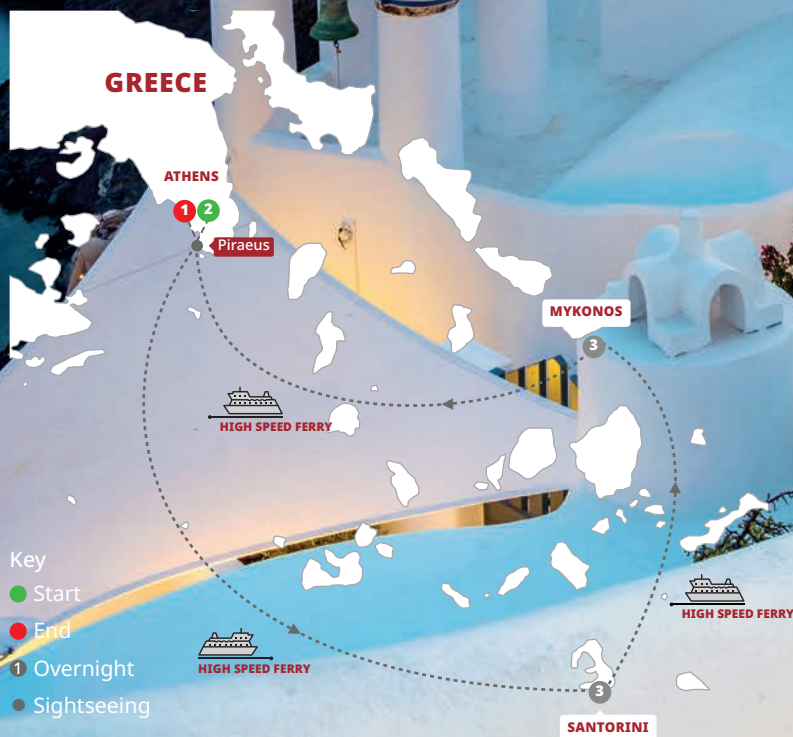 GREECE
ATHENS
1
2
Piraeus
MYKONOS
3
HIGH SPEED FERRY
Key
Start
End
1 Overnight
Sightseeing
HIGH SPEED FERRY
HIGH SPEED FERRY
3
SANTORINI